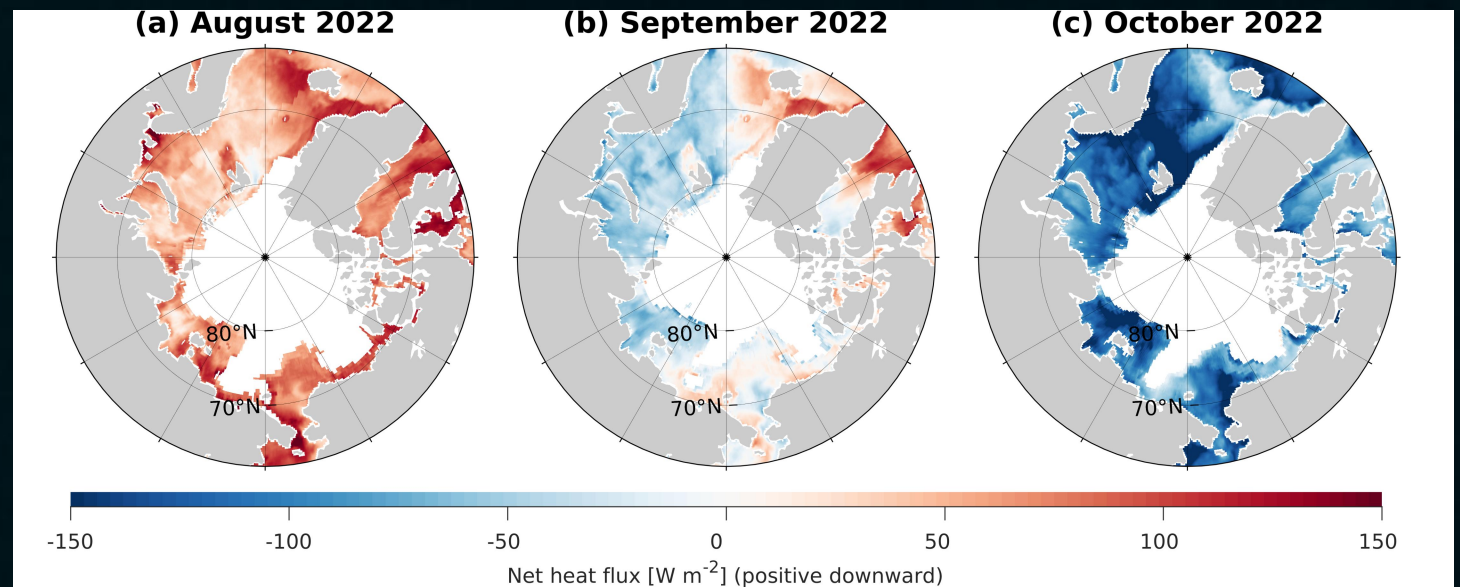 (a) August 2022
(b) September 2022
(c) October 2022
80°N
70°N
80°N
70°N
80°N
70°N
-150
-100
-50
0
50
100
150
Net heat flux [W m⁻²] (positive downward)